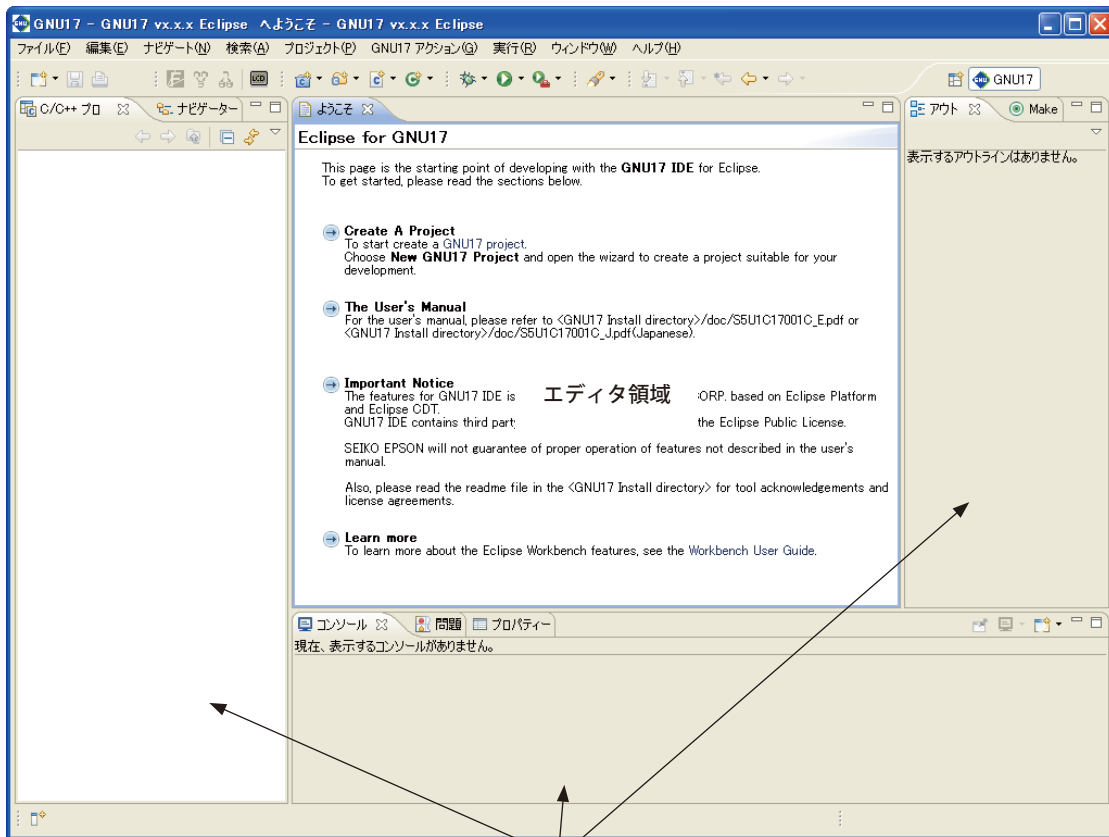 GNU17 - GNU17 vx.x.x Eclipse へようこそ - GNU17 vx.x.x Eclipse
ファイル(F) 編集(E) ナビゲート(N) 検索(A) プロジェクト(P) GNU17 アクション(G) 実行(R) ウィンドウ(W) ヘルプ(H)
LCD GNU17
C/C++ プロ ナビゲーター ようこそ アウト Make
Eclipse for GNU17
表示するアウトラインはありません。
This page is the starting point of developing with the GNU17 IDE for Eclipse.
To get started, please read the sections below.
Create A Project
To start create a GNU17 project.
Choose New GNU17 Project and open the wizard to create a project suitable for your
development.
The User's Manual
For the user's manual, please refer to <GNU17 Install directory>/doc/S5U1C17001C_E.pdf or
<GNU17 Install directory>/doc/S5U1C17001C_J.pdf(Japanese).
Important Notice
The features for GNU17 IDE is エディタ領域 ORP. based on Eclipse Platform
and Eclipse CDT.
GNU17 IDE contains third part the Eclipse Public License.
SEIKO EPSON will not guarantee of proper operation of features not described in the user's
manual.
Also, please read the readme file in the <GNU17 Install directory> for tool acknowledgements and
license agreements.
Learn more
To learn more about the Eclipse Workbench features, see the Workbench User Guide.
コンソール 問題 プロパティー
現在、表示するコンソールがありません。